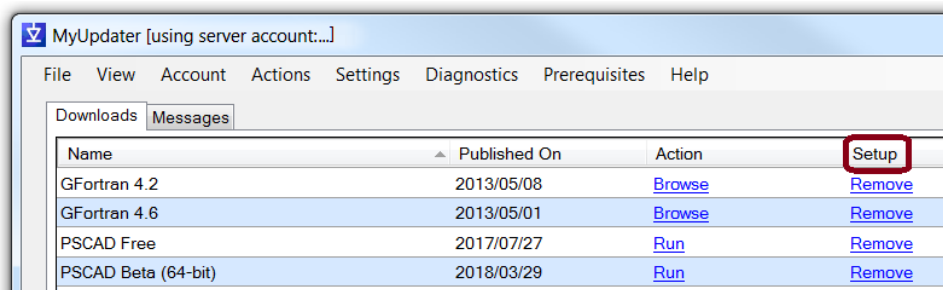 MyUpdater [using server account:...]
File View Account Actions Settings Diagnostics Prerequisites Help
Downloads Messages
Name Published On Action Setup
GFortran 4.2 2013/05/08 Browse Remove
GFortran 4.6 2013/05/01 Browse Remove
PSCAD Free 2017/07/27 Run Remove
PSCAD Beta (64-bit) 2018/03/29 Run Remove